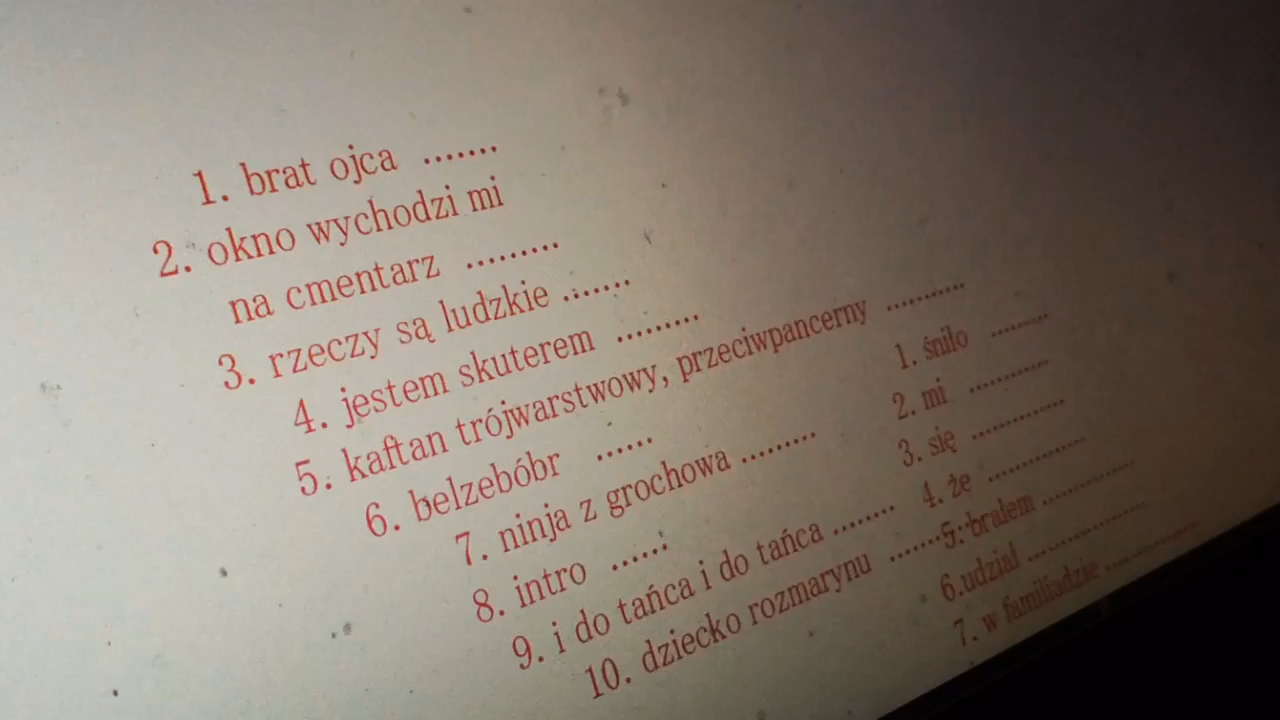 1. brat ojca .......
2. okno wychodzi mi
na cmentarz .........
3. rzeczy są ludzkie .......
4. jestem skuterem .........
5. kaftan trójwarstwowy, przeciwpancerny ...........
6. belzebóbr ......
7. ninja z grochowa .........
8. intro ......
9. i do tańca i do tańca ........
10. dziecko rozmarynu ........
1. śniło .........
2. mi ............
3. się ..............
4. że ..............
5. brałem ..............
6.udział .................
7. w familiadzie ..............